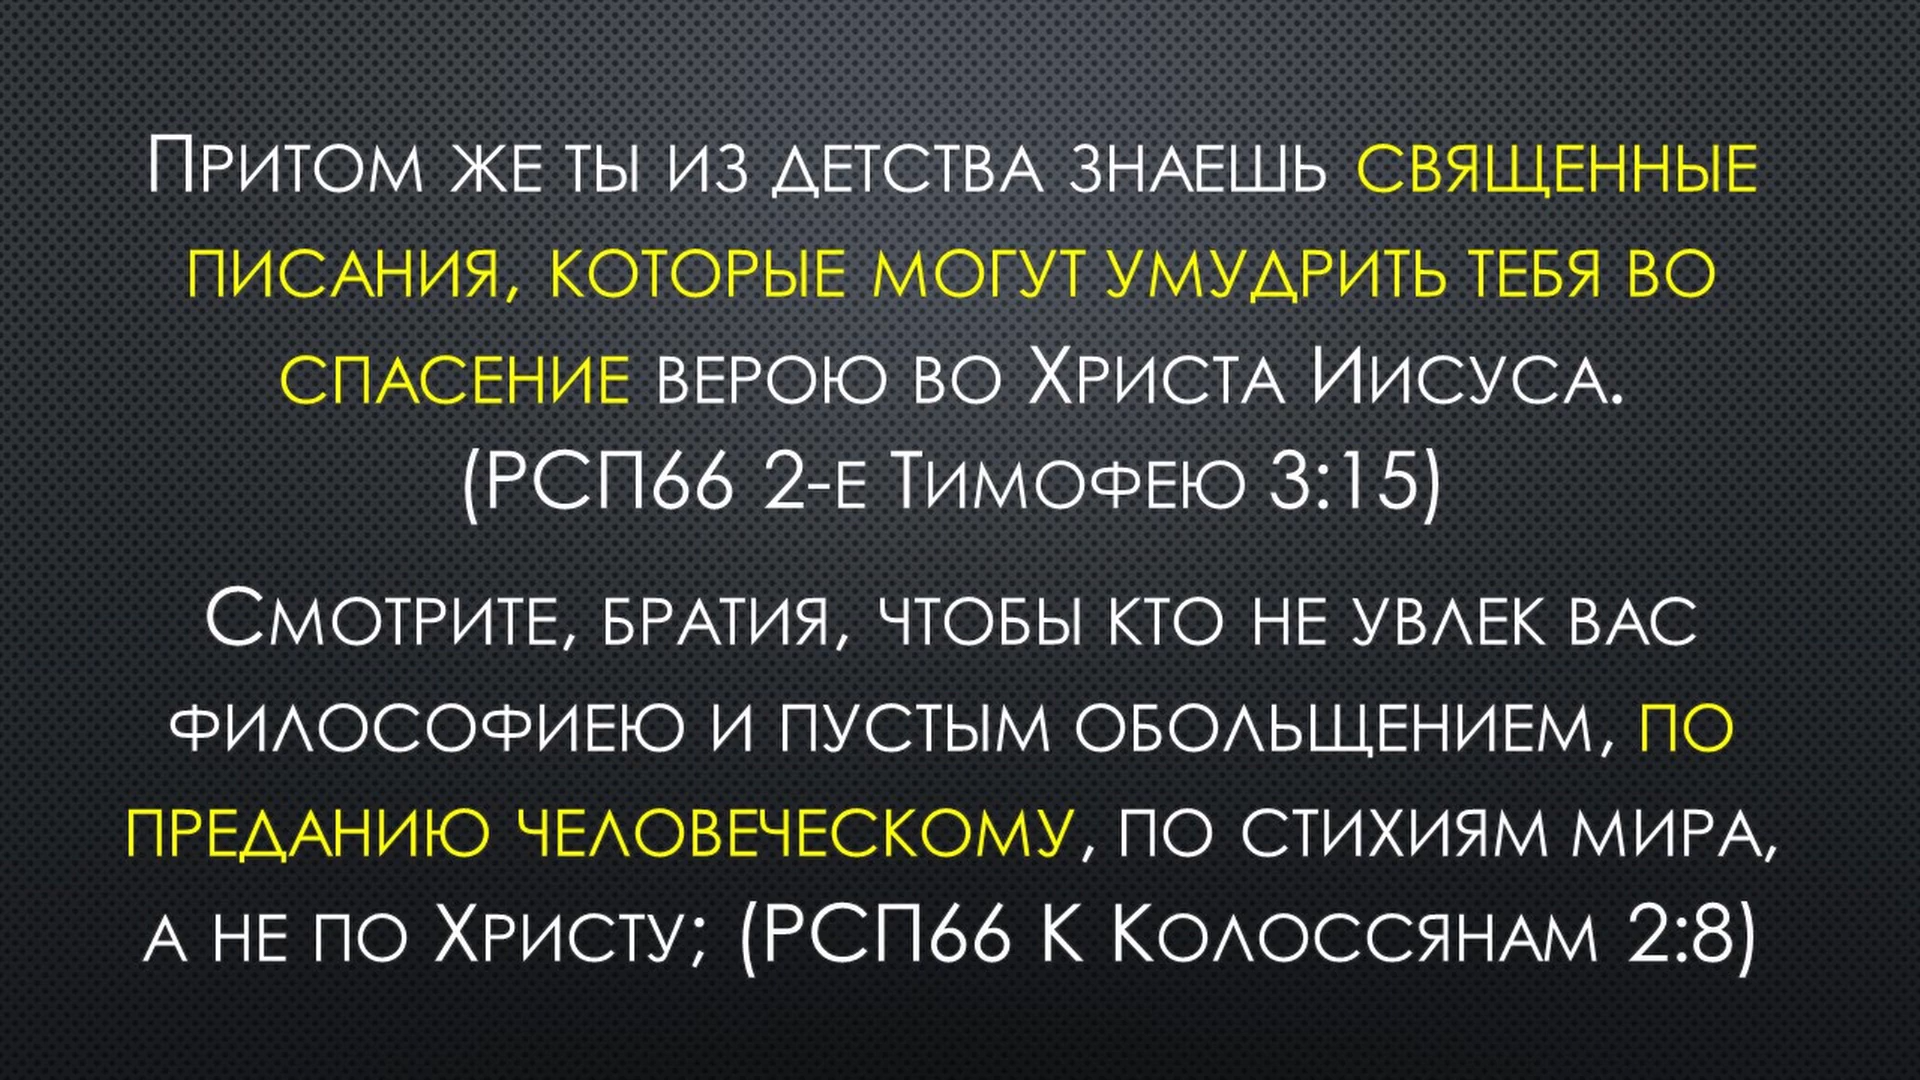 Притом же ты из детства знаешь священные
писания, которые могут умудрить тебя во
спасение верою во Христа Иисуса.
(РСП66 2-е Тимофею 3:15)
Смотрите, братия, чтобы кто не увлек вас
философиею и пустым обольщением, по
преданию человеческому, по стихиям мира,
а не по Христу; (РСП66 К Колоссянам 2:8)